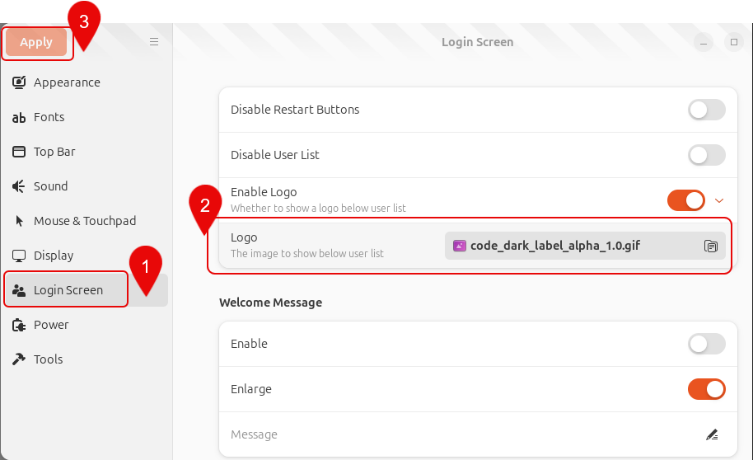 3
Apply
Login Screen
Appearance
Fonts
Top Bar
Sound
Mouse & Touchpad
Display
1
Login Screen
Power
Tools
Disable Restart Buttons
Disable User List
Enable Logo
Whether to show a logo below user list
2
Logo
The image to show below user list
code_dark_label_alpha_1.0.gif
Welcome Message
Enable
Enlarge
Message